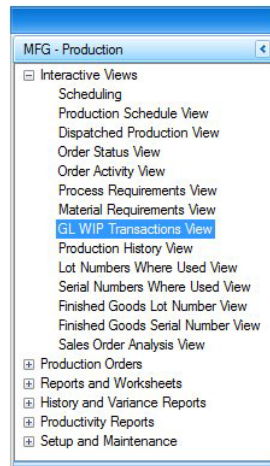 MFG - Production
Interactive Views
Scheduling
Production Schedule View
Dispatched Production View
Order Status View
Order Activity View
Process Requirements View
Material Requirements View
GL WIP Transactions View
Production History View
Lot Numbers Where Used View
Serial Numbers Where Used View
Finished Goods Lot Number View
Finished Goods Serial Number View
Sales Order Analysis View
Production Orders
Reports and Worksheets
History and Variance Reports
Productivity Reports
Setup and Maintenance